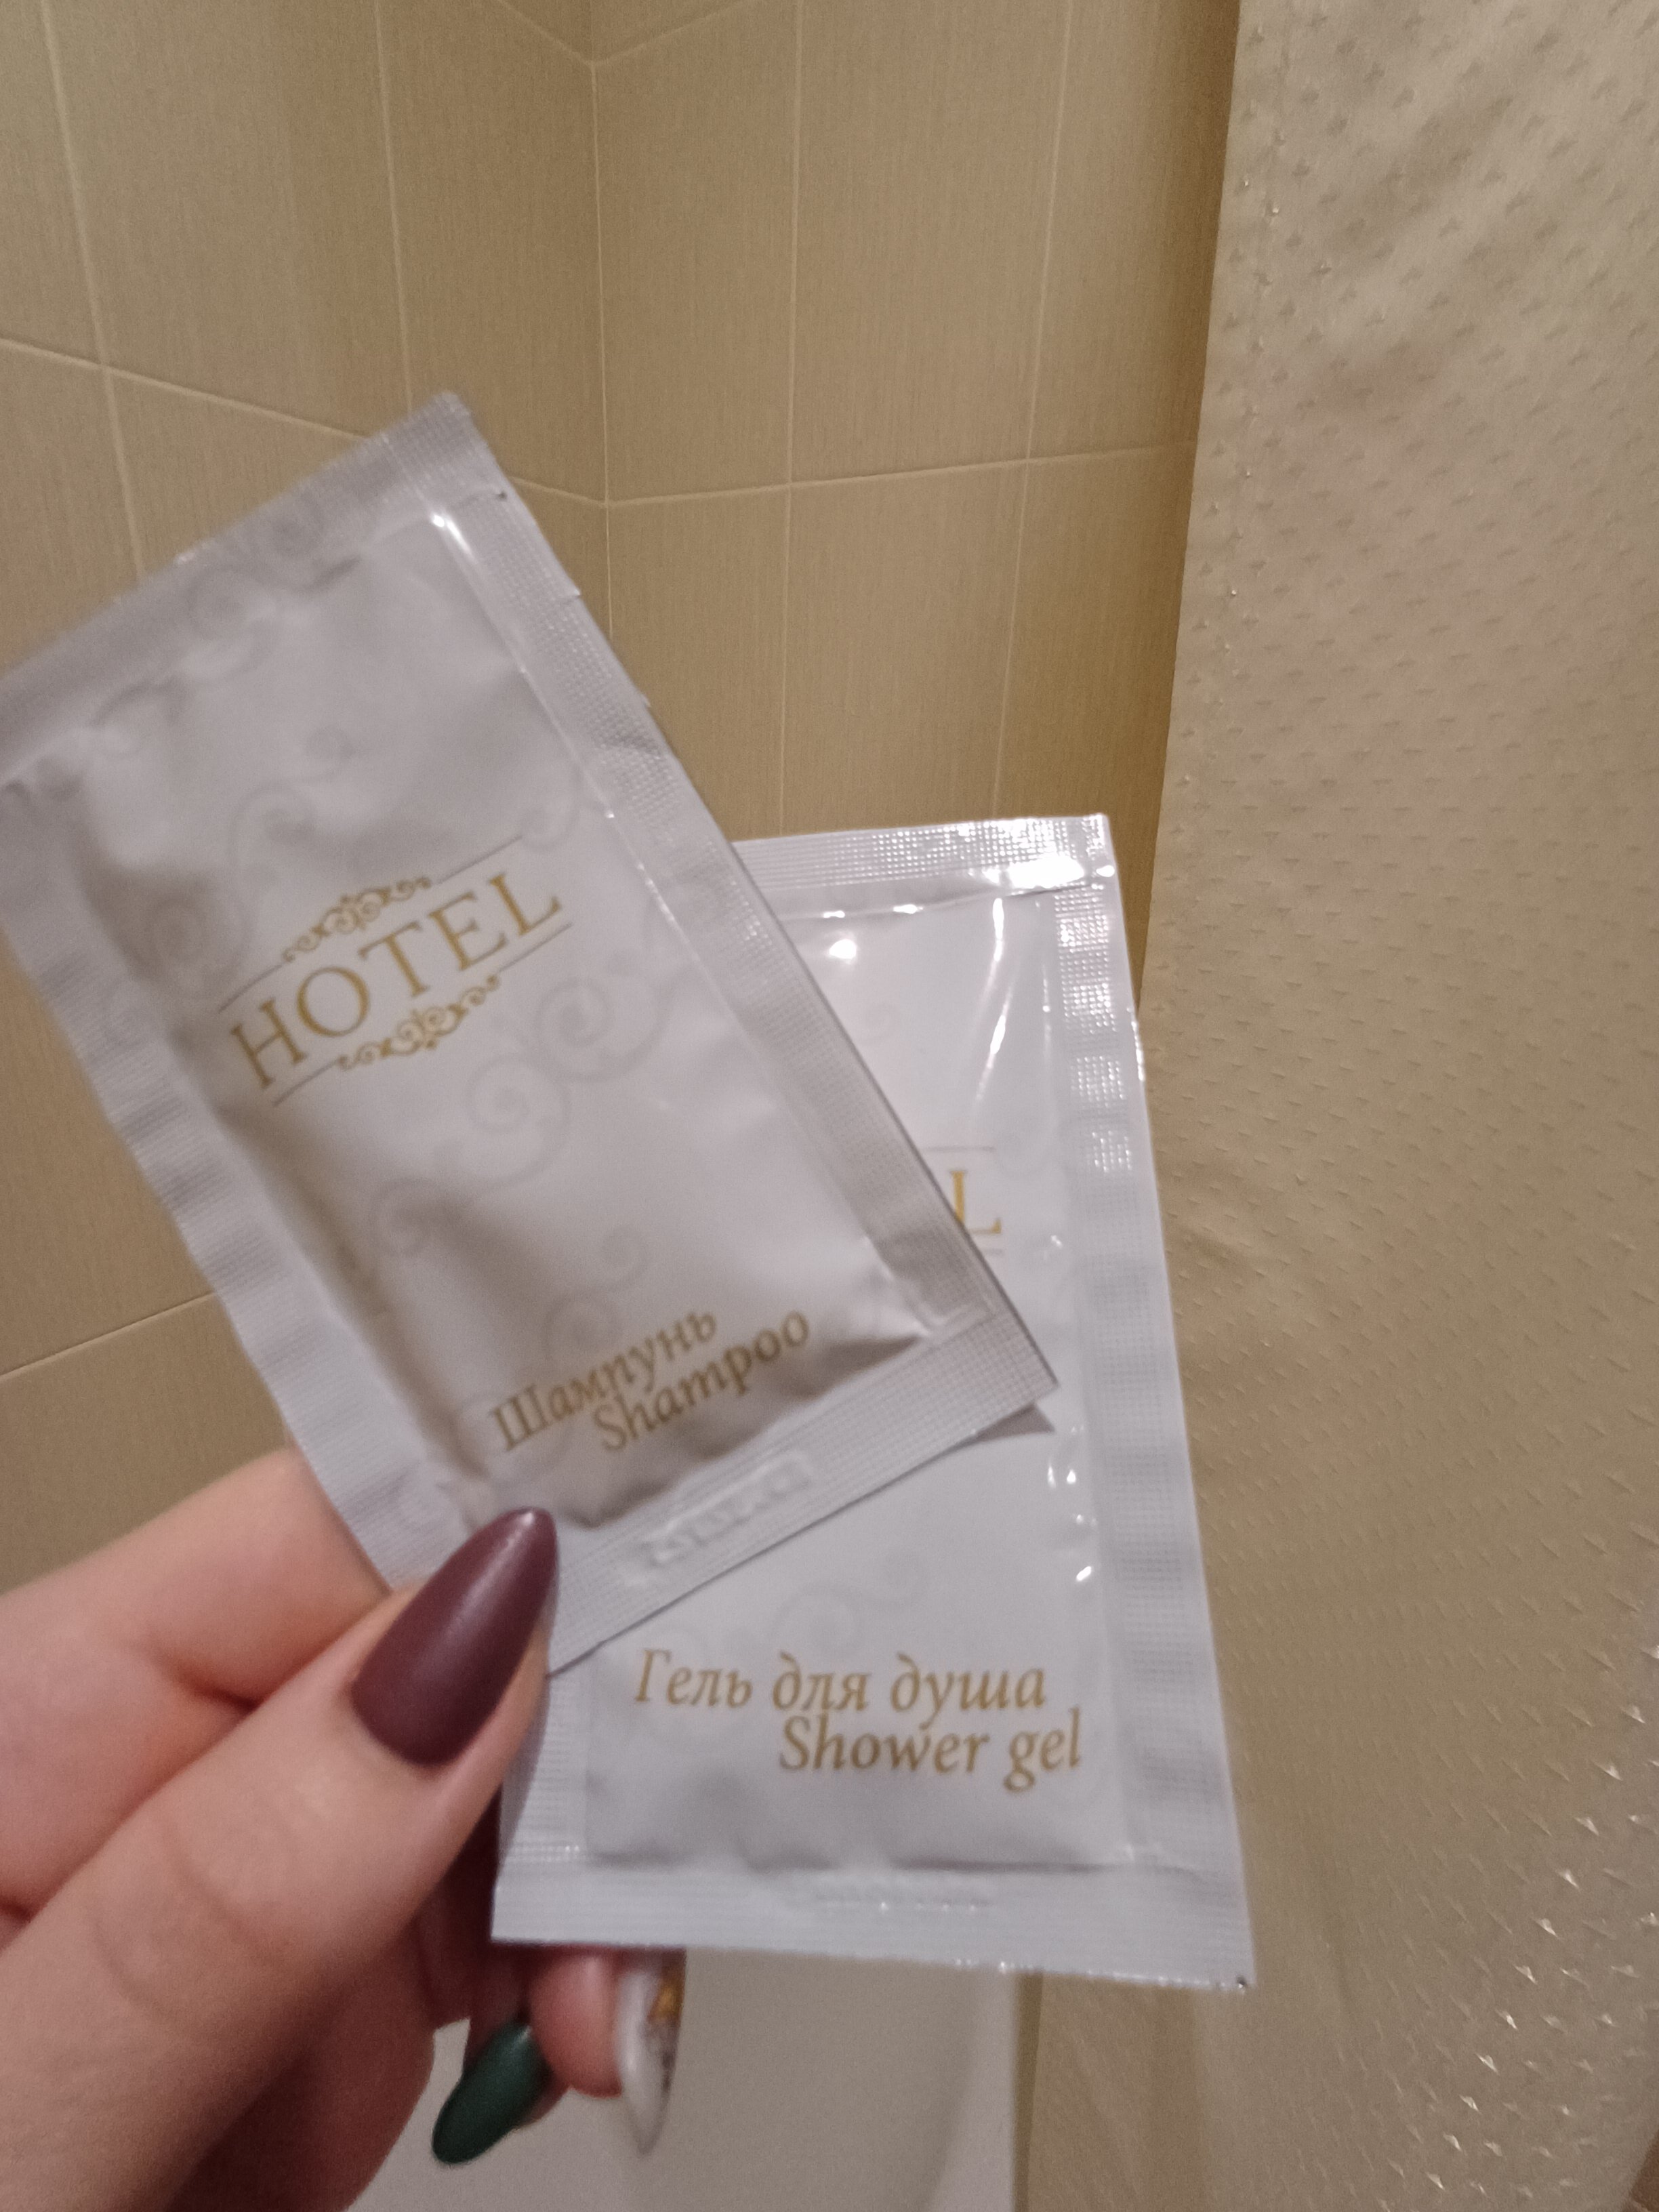 HOTEL
Шампунь
Shampoo
L
Гель для душа
Shower gel